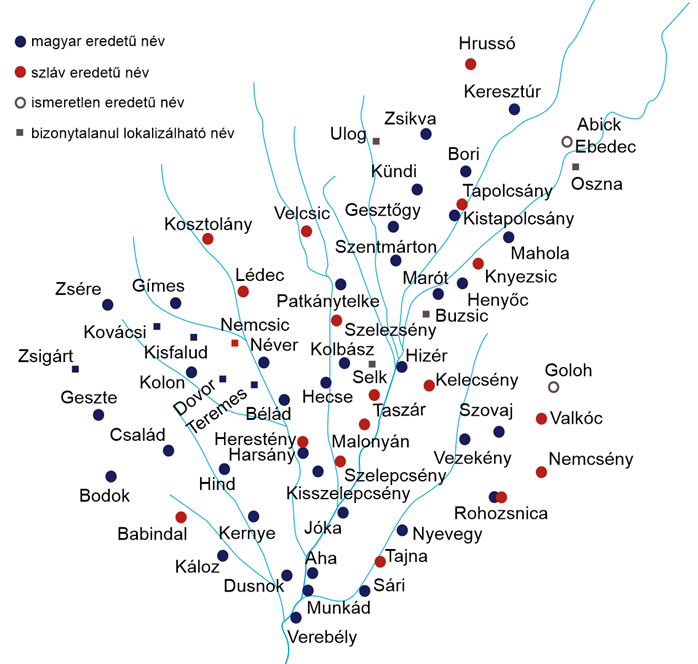 magyar eredetű név
szláv eredetű név
ismeretlen eredetű név
bizonytalanul lokalizálható név
Hrussó
Keresztúr
Zsikva
Ulog
Abick
Ebedec
Bori
Kündi
Oszna
Tapolcsány
Velcsic
Gesztőgy
Kistapolcsány
Kosztolány
Szentmárton
Mahola
Marót
Knyezsic
Lédec
Gímes
Zsére
Patkánytelke
Henyőc
Buzsic
Nemcsic
Szelezsény
Kovácsi
Néver
Kolbász
Hizér
Kisfalud
Zsigárt
Goloh
Kolon
Selk
Kelecsény
Dovor
Teremes
Hecse
Geszte
Bélád
Taszár
Szovaj
Valkóc
Család
Herestény
Malonyán
Harsány
Vezekény
Nemcsény
Szelepcsény
Hind
Bodok
Kisszelepcsény
Rohozsnica
Babindal
Kernye
Jóka
Nyevegy
Aha
Tajna
Káloz
Dusnok
Sári
Munkád
Verebély